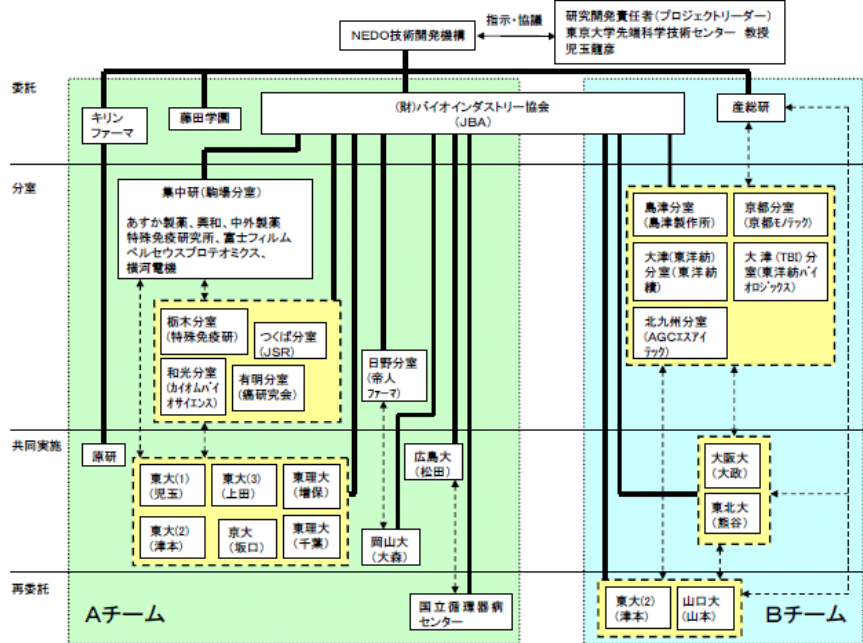 NEDO技術開発機構
指示・協議
研究開発責任者(プロジェクトリーダー)
東京大学先端科学技術センター 教授
児玉龍彦
委託
キリン
ファーマ
藤田学園
(財)バイオインダストリー協会
(JBA)
産総研
分室
集中研(駒場分室)
あすか製薬、興和、中外製薬
特殊免疫研究所、富士フィルム
ペルセウスプロテオミクス、
横河電機
島津分室
(島津製作所)
京都分室
(京都モノテック)
大津(東洋紡)
分室(東洋紡
績)
大津(TBI)分
室(東洋紡バイ
オロジックス)
北九州分室
(AGCエスアイ
テック)
栃木分室
(特殊免疫研)
つくば分室
(JSR)
和光分室
(カイオムバイ
オサイエンス)
有明分室
(癌研究会)
日野分室
(帝人
ファーマ)
共同実施
原研
東大(1)
(児玉)
東大(3)
(上田)
東理大
(増保)
東大(2)
(津本)
京大
(坂口)
東理大
(千葉)
広島大
(松田)
岡山大
(大森)
大阪大
(大政)
東北大
(熊谷)
再委託
Aチーム
国立循環器病
センター
東大(2)
(津本)
山口大
(山本)
Bチーム